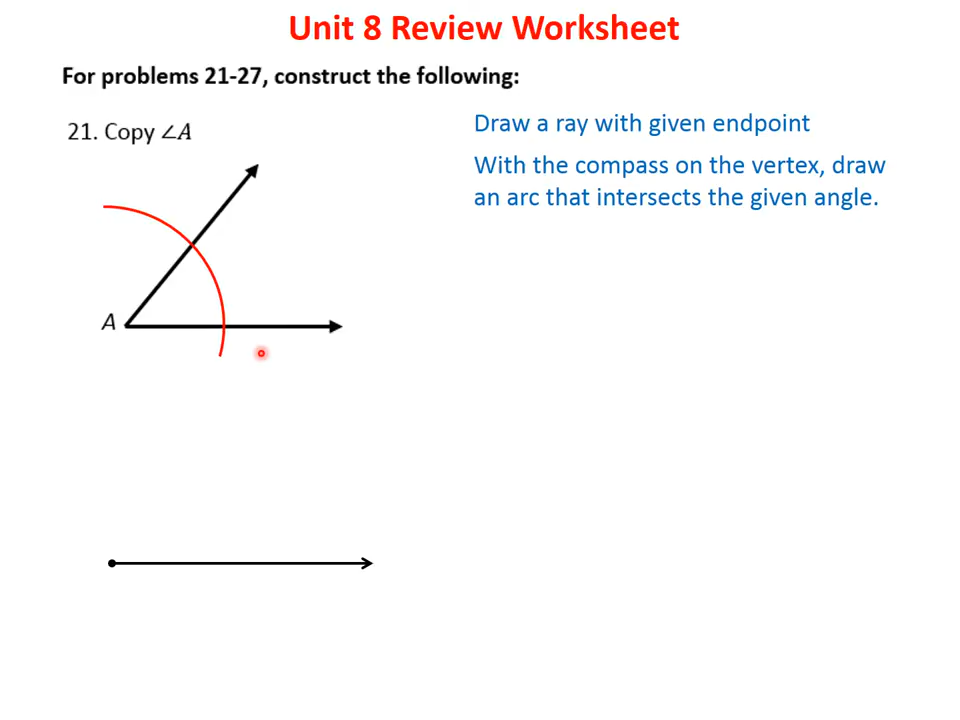 Unit 8 Review Worksheet
For problems 21-27, construct the following:
21. Copy ∠A
Draw a ray with given endpoint
With the compass on the vertex, draw
an arc that intersects the given angle.
A